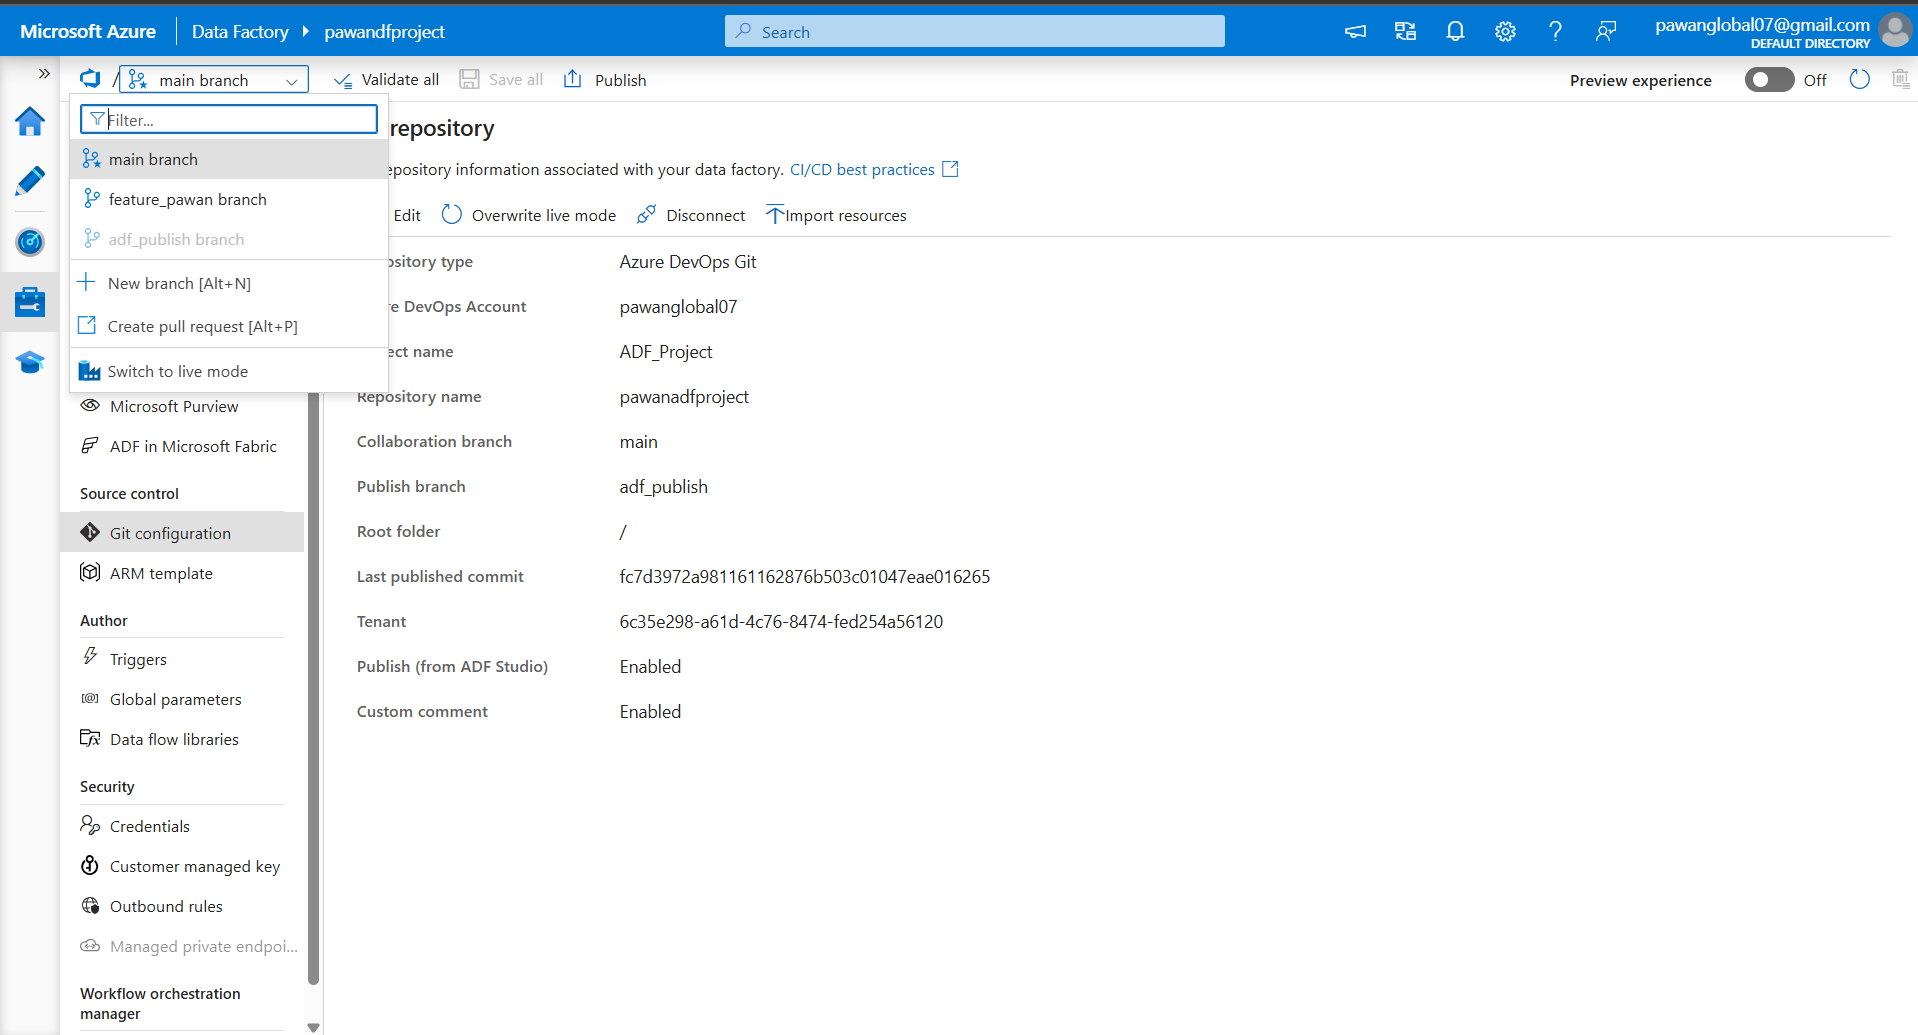 Microsoft Azure Data Factory pawandfproject Search pawanglobal07@gmail.com
DEFAULT DIRECTORY
» / main branch Validate all Save all Publish Preview experience Off
Filter...
main branch
feature_pawan branch
adf_publish branch
New branch [Alt+N]
Create pull request [Alt+P]
Switch to live mode
Microsoft Purview
ADF in Microsoft Fabric
Source control
Git configuration
ARM template
Author
Triggers
Global parameters
Data flow libraries
Security
Credentials
Customer managed key
Outbound rules
Managed private endpoi...
Workflow orchestration
manager
repository
epository information associated with your data factory. CI/CD best practices
Edit Overwrite live mode Disconnect Import resources
ository type Azure DevOps Git
e DevOps Account pawanglobal07
ect name ADF_Project
Repository name pawanadfproject
Collaboration branch main
Publish branch adf_publish
Root folder /
Last published commit fc7d3972a981161162876b503c01047eae016265
Tenant 6c35e298-a61d-4c76-8474-fed254a56120
Publish (from ADF Studio) Enabled
Custom comment Enabled